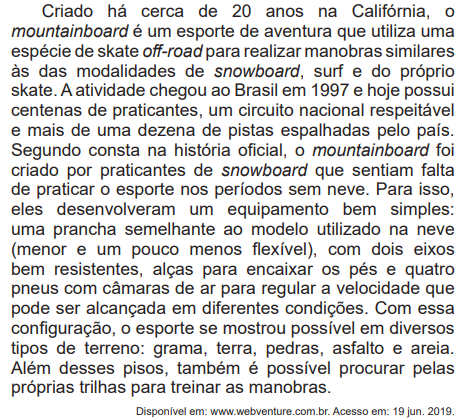 Criado há cerca de 20 anos na Califórnia, o
mountainboard é um esporte de aventura que utiliza uma
espécie de skate off-road para realizar manobras similares
às das modalidades de snowboard, surf e do próprio
skate. A atividade chegou ao Brasil em 1997 e hoje possui
centenas de praticantes, um circuito nacional respeitável
e mais de uma dezena de pistas espalhadas pelo país.
Segundo consta na história oficial, o mountainboard foi
criado por praticantes de snowboard que sentiam falta
de praticar o esporte nos períodos sem neve. Para isso,
eles desenvolveram um equipamento bem simples:
uma prancha semelhante ao modelo utilizado na neve
(menor e um pouco menos flexível), com dois eixos
bem resistentes, alças para encaixar os pés e quatro
pneus com câmaras de ar para regular a velocidade que
pode ser alcançada em diferentes condições. Com essa
configuração, o esporte se mostrou possível em diversos
tipos de terreno: grama, terra, pedras, asfalto e areia.
Além desses pisos, também é possível procurar pelas
próprias trilhas para treinar as manobras.
Disponível em: www.webventure.com.br. Acesso em: 19 jun. 2019.